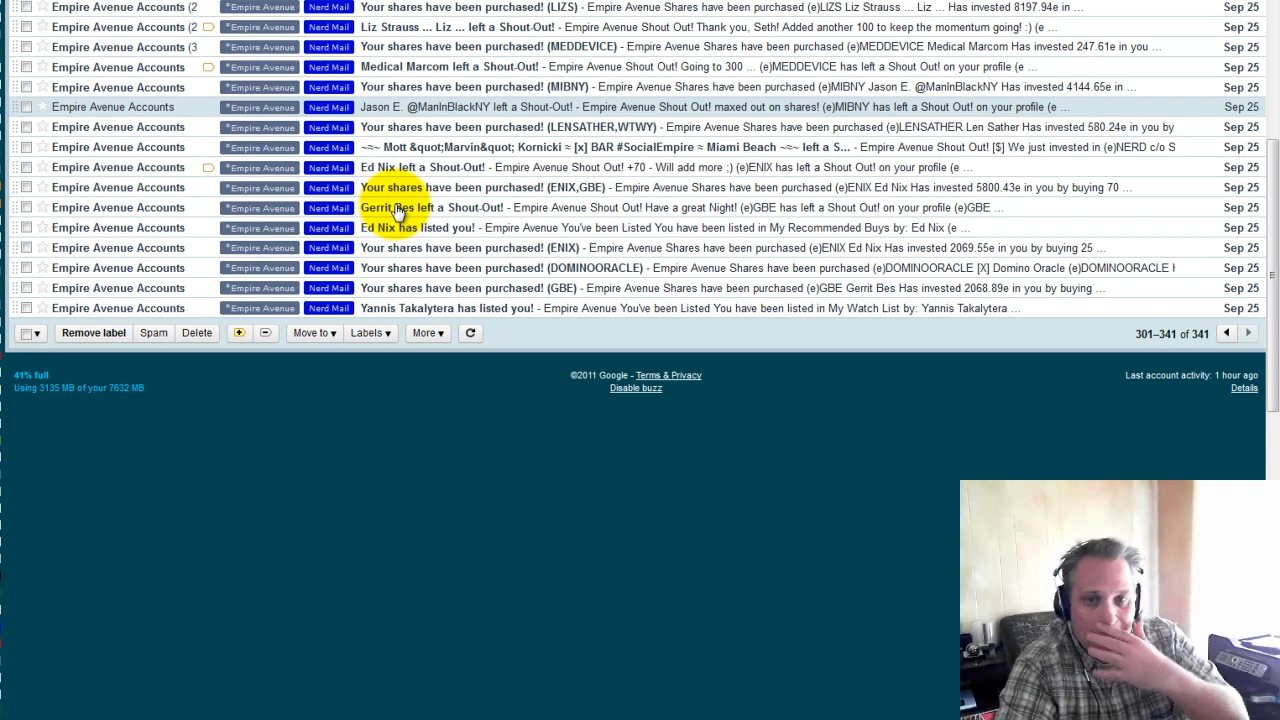 Empire Avenue Accounts (2 *Empire Avenue Nerd Mail Your shares have been purchased! (LIZS) - Empire Avenue Shares have been purchased (e)LIZS Liz Strauss ... Liz ... Has invested 8197.59e in ... Sep 25
Empire Avenue Accounts (2 *Empire Avenue Nerd Mail Liz Strauss ... Liz ... left a Shout-Out! - Empire Avenue Shout Out!Thank you, Sir! Added another 100 to keep the momentum going! :) (e ... Sep 25
Empire Avenue Accounts (3 *Empire Avenue Nerd Mail Your shares have been purchased! (MEDDEVICE) - Empire Avenue Shares have been purchased (e)MEDDEVICE Medical Marcom Has invested 247.61e in you ... Sep 25
Empire Avenue Accounts *Empire Avenue Nerd Mail Medical Marcom left a Shout-Out! - Empire Avenue Shout Out! Up to 300 (e)MEDDEVICE has left a Shout Out! on your profile! (e ... Sep 25
Empire Avenue Accounts *Empire Avenue Nerd Mail Your shares have been purchased! (MIBNY) - Empire Avenue Shares have been purchased (e)MIBNY Jason E. @ManInBlackNY Has invested 4144.65e in ... Sep 25
Empire Avenue Accounts *Empire Avenue Nerd Mail Jason E. @ManInBlackNY left a Shout-Out! - Empire Avenue Shout Out! more shares! (e)MIBNY has left a Shout Out! on your profile ... Sep 25
Empire Avenue Accounts *Empire Avenue Nerd Mail Your shares have been purchased! (LENSATHER,WTWY) - Empire Avenue Shares have been purchased (e)LENSATHER Len Sather Has invested 580.24e in you by Sep 25
Empire Avenue Accounts *Empire Avenue Nerd Mail ~≈~ Mott &quot;Marvin&quot; Kornicki ≈ [x] BAR #SocialEmpire ≈ Miami Beach ~≈~ left a S... - Empire Avenue Shout Out! [$] Re-invested in (e)NERD c/o S Sep 25
Empire Avenue Accounts *Empire Avenue Nerd Mail Ed Nix left a Shout-Out! - Empire Avenue Shout Out! +70 - Will add more ;) (e)ENIX has left a Shout Out! on your profile (e ... Sep 25
Empire Avenue Accounts *Empire Avenue Nerd Mail Your shares have been purchased! (ENIX,GBE) - Empire Avenue Shares have been purchased (e)ENIX Ed Nix Has invested 5800.43e in you by buying 70 ... Sep 25
Empire Avenue Accounts *Empire Avenue Nerd Mail Gerrit Bes left a Shout-Out! - Empire Avenue Shout Out! Have a great Night (e)GBE has left a Shout Out! on your profile! (e)GBE... Sep 25
Empire Avenue Accounts *Empire Avenue Nerd Mail Ed Nix has listed you! - Empire Avenue You've been Listed You have been listed in My Recommended Buys by: Ed Nix (e ... Sep 25
Empire Avenue Accounts *Empire Avenue Nerd Mail Your shares have been purchased! (ENIX) - Empire Avenue Shares have been purchased (e)ENIX Ed Nix Has invested in you by buying 25 ... Sep 25
Empire Avenue Accounts *Empire Avenue Nerd Mail Your shares have been purchased! (DOMINOORACLE) - Empire Avenue Shares have been purchased (e)DOMINOORACLE [X] Domino Oracle (e)DOMINOORACLE Sep 25
Empire Avenue Accounts *Empire Avenue Nerd Mail Your shares have been purchased! (GBE) - Empire Avenue Shares have been purchased (e)GBE Gerrit Bes Has invested 2068.89e in you by buying ... Sep 25
Empire Avenue Accounts *Empire Avenue Nerd Mail Yannis Takalytera has listed you! - Empire Avenue You've been Listed You have been listed in My Watch List by: Yannis Takalytera ... Sep 25
Remove label Spam Delete Move to Labels More 301–341 of 341
41% full ©2011 Google - Terms & Privacy Last account activity: 1 hour ago
Using 3135 MB of your 7632 MB Disable buzz Details